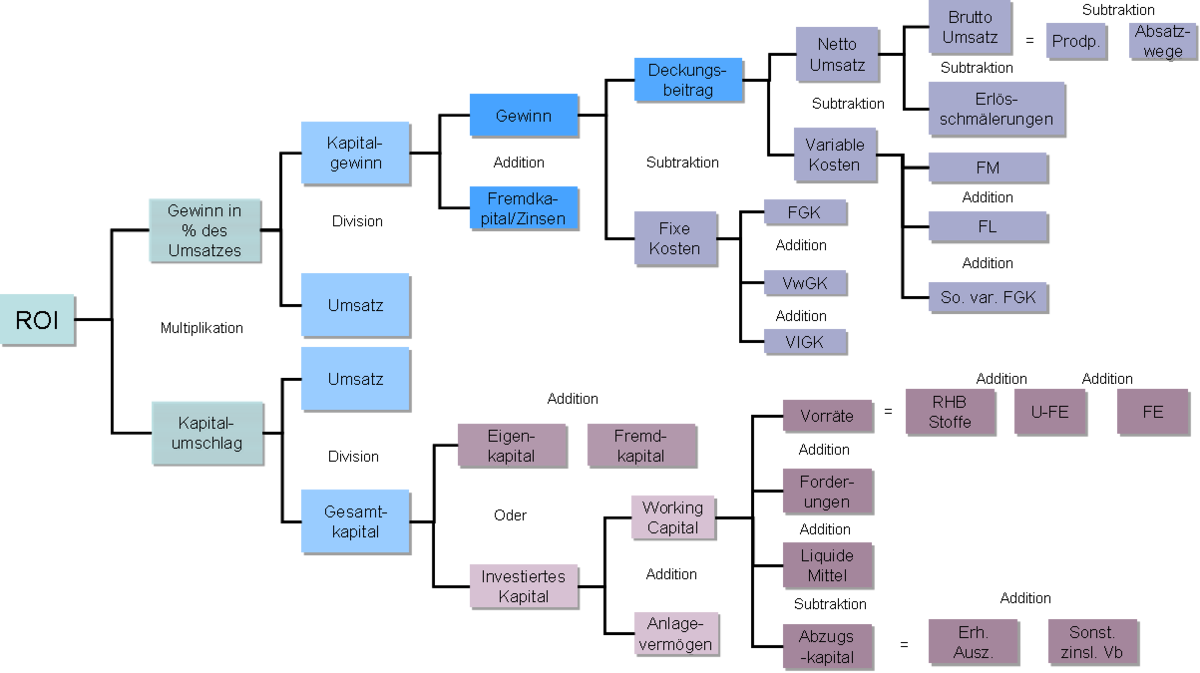 ROI
Gewinn in
% des
Umsatzes
Multiplikation
Kapital-
umschlag
Kapital-
gewinn
Division
Umsatz
Umsatz
Division
Gesamt-
kapital
Gewinn
Addition
Fremdka-
pital/Zinsen
Deckungs-
beitrag
Subtraktion
Fixe
Kosten
Netto
Umsatz
Subtraktion
Variable
Kosten
Brutto
Umsatz
=
Subtraktion
Prodp.
Absatz-
wege
Subtraktion
Erlös-
schmälerungen
FM
Addition
FL
Addition
So. var. FGK
FGK
Addition
VwGK
Addition
VIGK
Addition
Eigen-
kapital
Fremd-
kapital
Oder
Investiertes
Kapital
Working
Capital
Addition
Anlage-
vermögen
Vorräte
=
Addition
Addition
RHB
Stoffe
U-FE
FE
Addition
Forder-
ungen
Addition
Liquide
Mittel
Subtraktion
Abzugs
-kapital
=
Addition
Erh.
Ausz.
Sonst.
zinsl. Vb